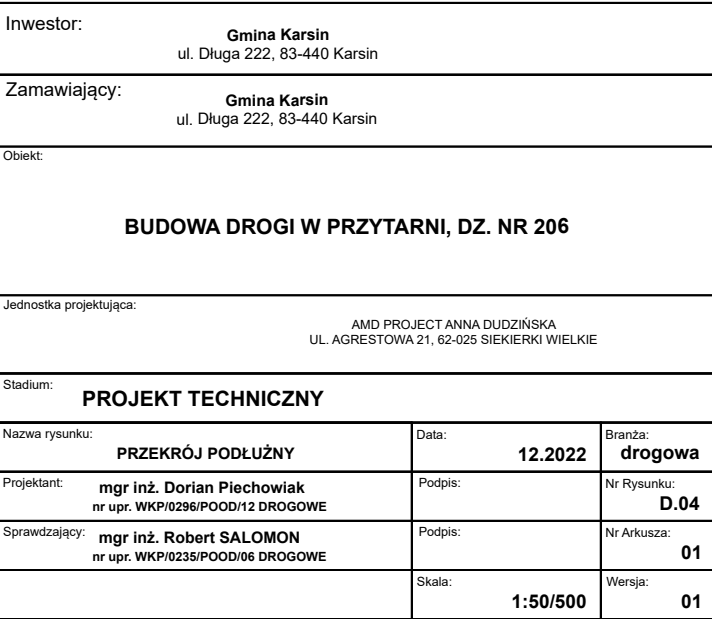 Inwestor:
Gmina Karsin
ul. Długa 222, 83-440 Karsin
Zamawiający:
Gmina Karsin
ul. Długa 222, 83-440 Karsin
Obiekt:
BUDOWA DROGI W PRZYTARNI, DZ. NR 206
Jednostka projektująca:
AMD PROJECT ANNA DUDZIŃSKA
UL. AGRESTOWA 21, 62-025 SIEKIERKI WIELKIE
Stadium:
PROJEKT TECHNICZNY
Nazwa rysunku:
PRZEKRÓJ PODŁUŻNY
Data:
12.2022
Branża:
drogowa
Projektant:
mgr inż. Dorian Piechowiak
nr upr. WKP/0296/POOD/12 DROGOWE
Podpis:
Nr Rysunku:
D.04
Sprawdzający:
mgr inż. Robert SALOMON
nr upr. WKP/0235/POOD/06 DROGOWE
Podpis:
Nr Arkusza:
01
Skala:
1:50/500
Wersja:
01